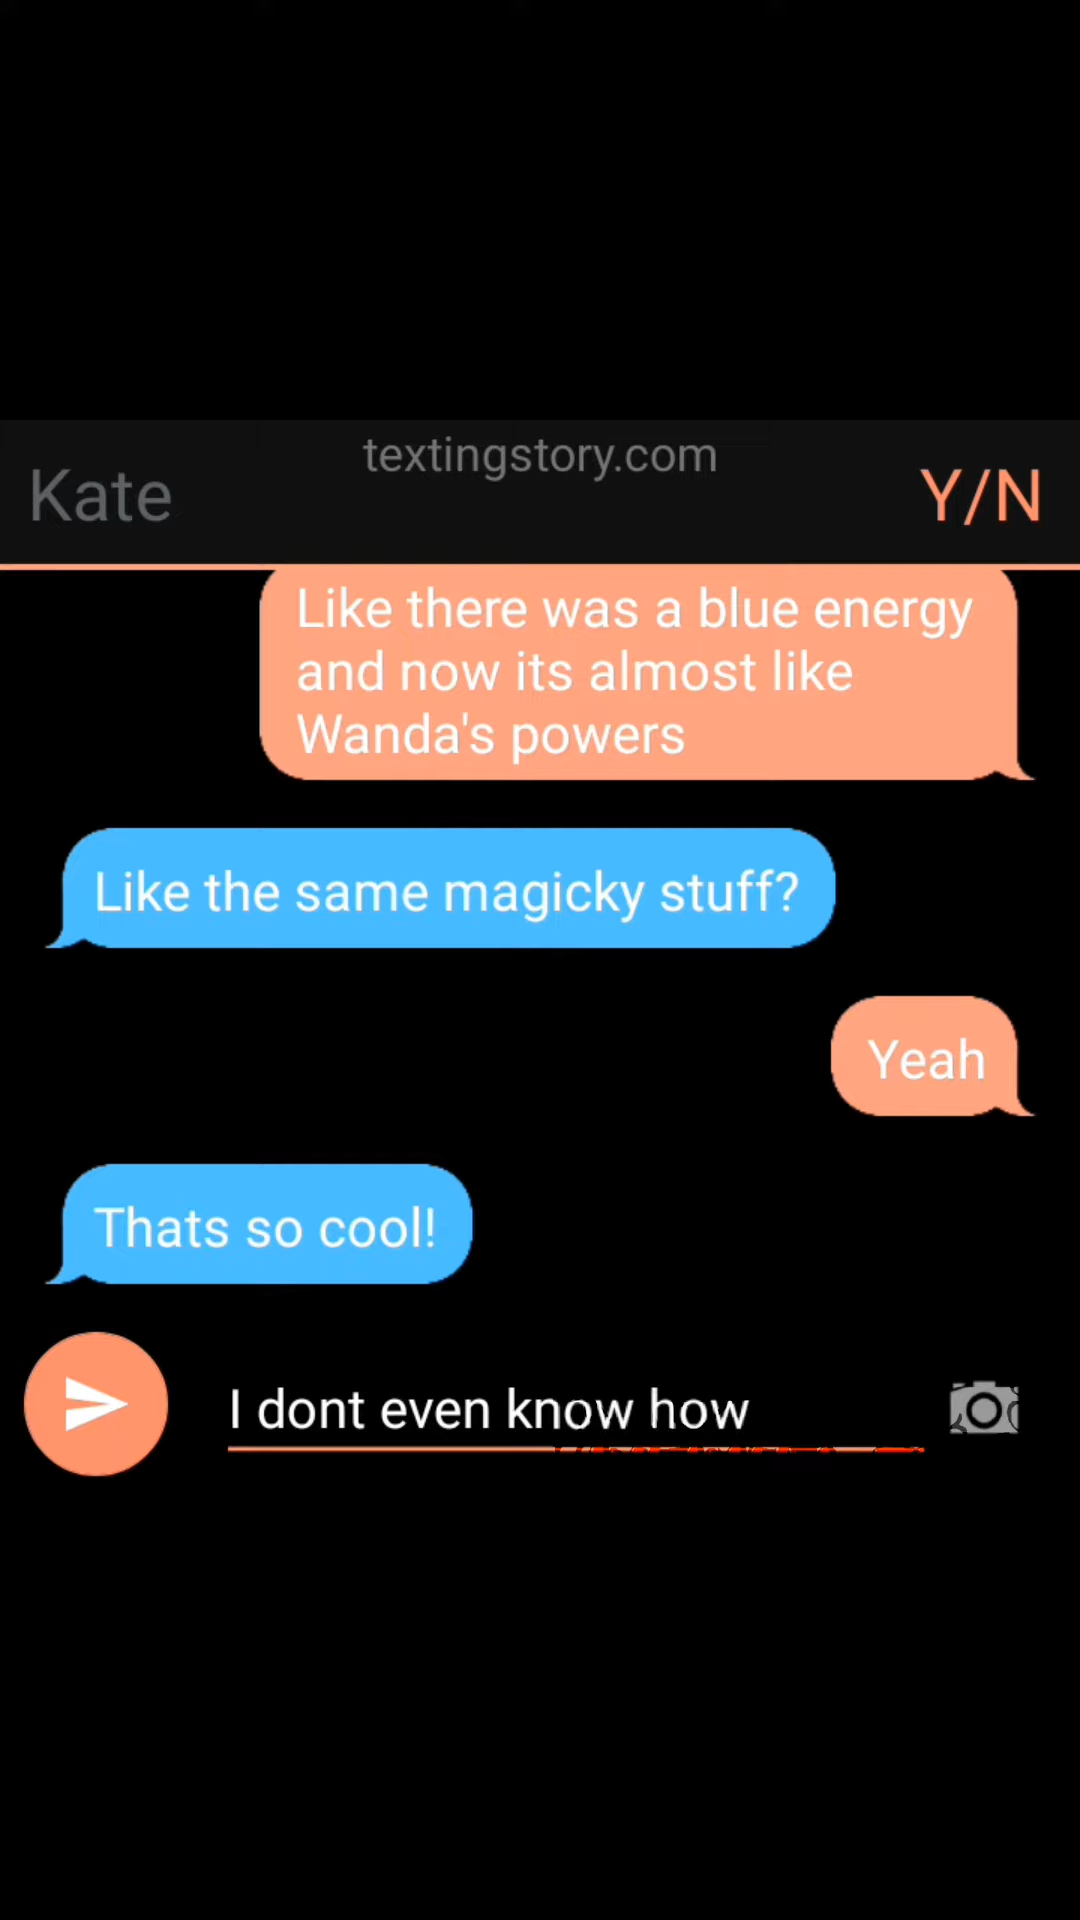 textingstory.com
Kate
Y/N
Like there was a blue energy
and now its almost like
Wanda's powers
Like the same magicky stuff?
Yeah
Thats so cool!
I dont even know how